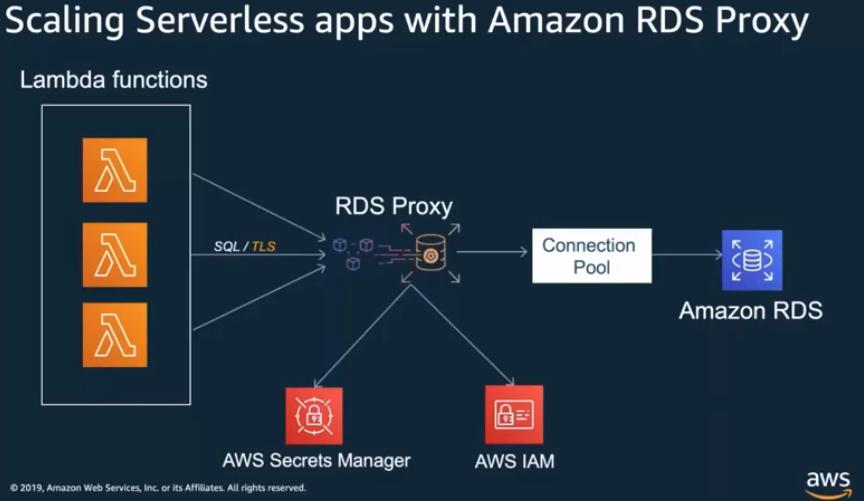 Scaling Serverless apps with Amazon RDS Proxy
Lambda functions
SQL / TLS
RDS Proxy
Connection
Pool
Amazon RDS
AWS Secrets Manager
AWS IAM
© 2019, Amazon Web Services, Inc. or its Affiliates. All rights reserved.
aws